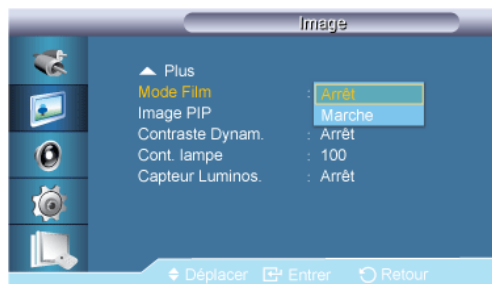 Image
Plus
Mode Film : Arrêt
Image PIP Marche
Contraste Dynam. : Arrêt
Cont. lampe : 100
Capteur Luminos. : Arrêt
Déplacer Entrer Retour